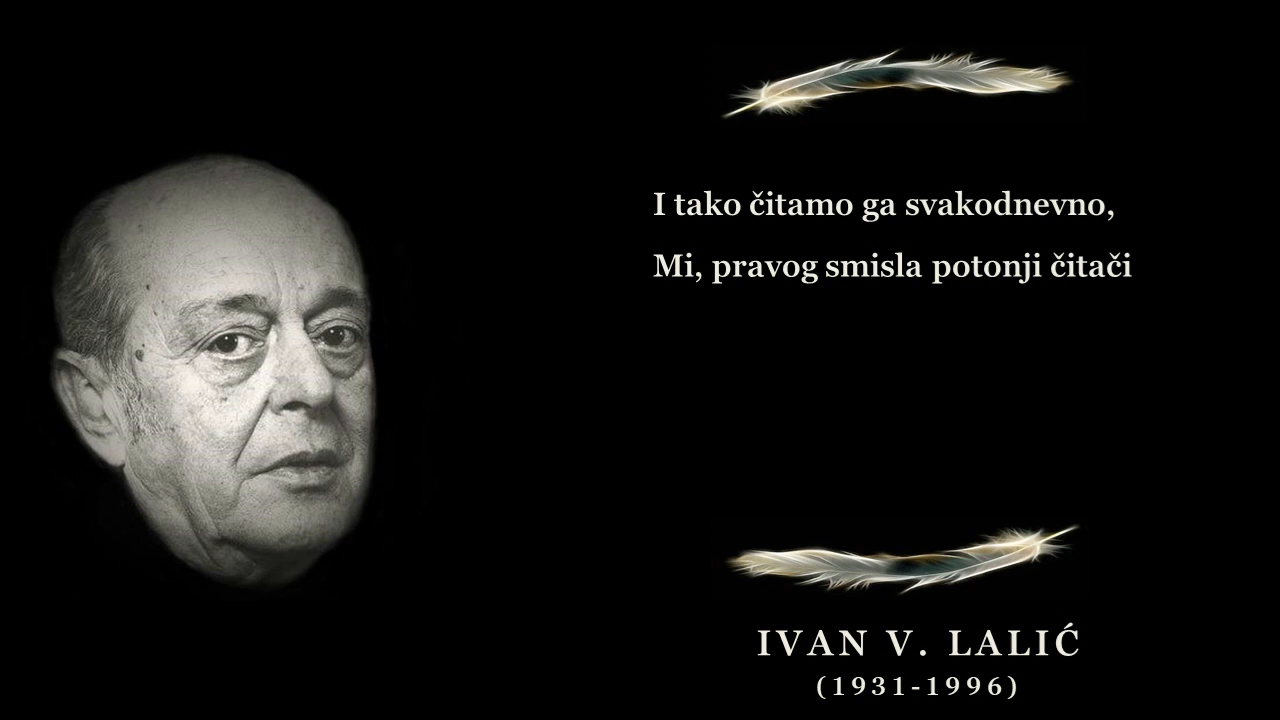 I tako čitamo ga svakodnevno,
Mi, pravog smisla potonji čitači
IVAN V. LALIĆ
(1931-1996)